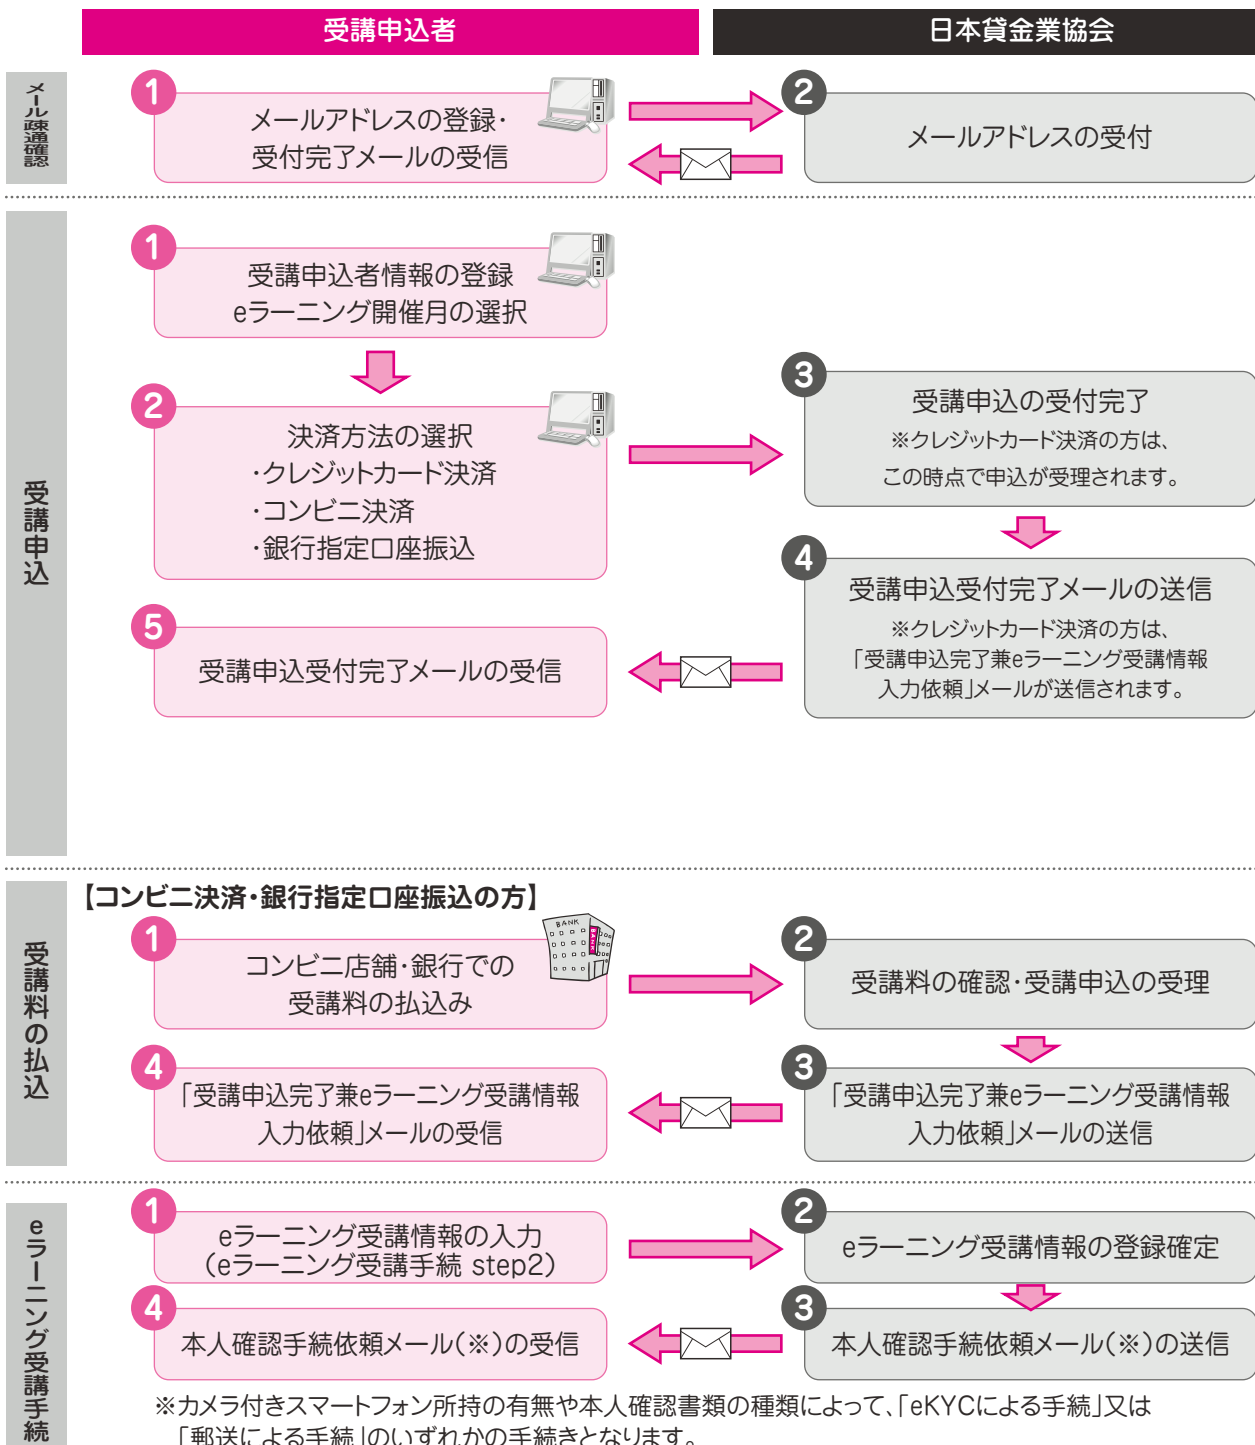 受講申込者
日本貸金業協会
メール疎通確認
1
メールアドレスの登録・
受付完了メールの受信
2
メールアドレスの受付
受講申込
1
受講申込者情報の登録
eラーニング開催月の選択
2
決済方法の選択
・クレジットカード決済
・コンビニ決済
・銀行指定口座振込
3
受講申込の受付完了
※クレジットカード決済の方は、
この時点で申込が受理されます。
4
受講申込受付完了メールの送信
※クレジットカード決済の方は、
「受講申込完了兼eラーニング受講情報
入力依頼」メールが送信されます。
5
受講申込受付完了メールの受信
受講料の払込
【コンビニ決済・銀行指定口座振込の方】
1
コンビニ店舗・銀行での
受講料の払込み
BANK
BANK
2
受講料の確認・受講申込の受理
3
「受講申込完了兼eラーニング受講情報
入力依頼」メールの送信
4
「受講申込完了兼eラーニング受講情報
入力依頼」メールの受信
eラーニング受講手続
1
eラーニング受講情報の入力
（eラーニング受講手続 step2）
2
eラーニング受講情報の登録確定
3
本人確認手続依頼メール(※)の送信
4
本人確認手続依頼メール(※)の受信
※カメラ付きスマートフォン所持の有無や本人確認書類の種類によって、「eKYCによる手続」又は
「郵送による手続」のいずれかの手続きとなります。